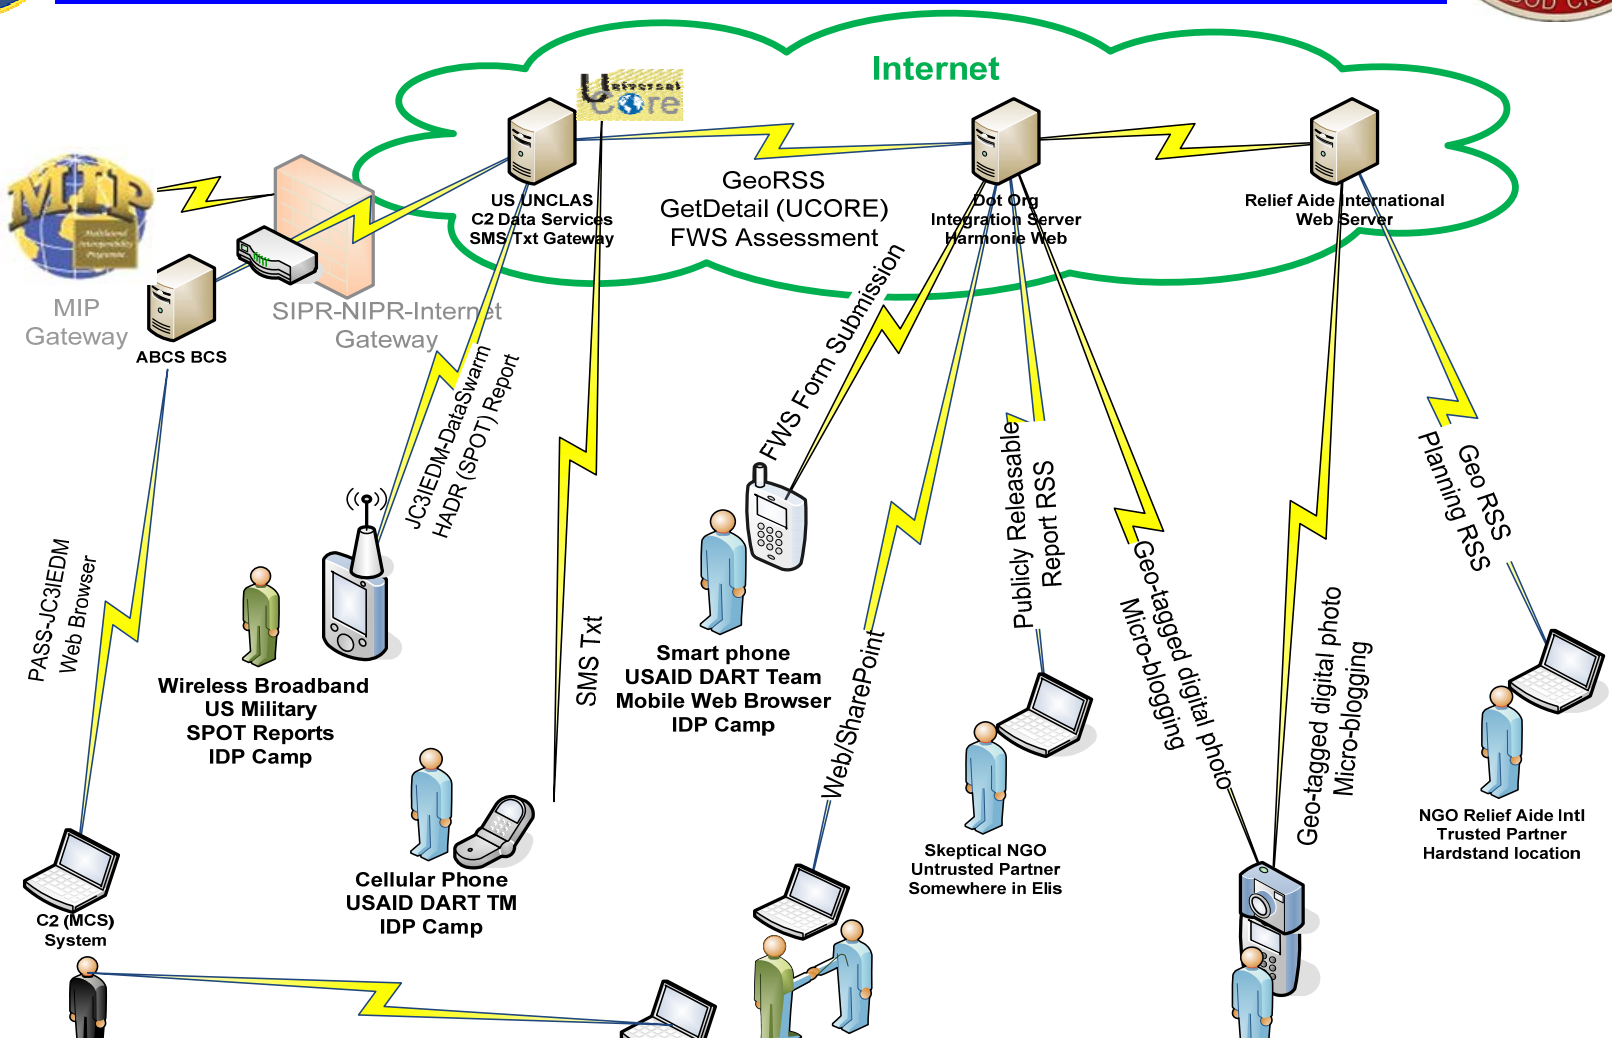 DOD CIO
Internet
Universal
Core
MIP
Multilateral
Interoperability
Programme
MIP
Gateway
ABCS BCS
SIPR-NIPR-Internet
Gateway
US UNCLAS
C2 Data Services
SMS Txt Gateway
GeoRSS
GetDetail (UCORE)
FWS Assessment
Dot Org
Integration Server
Harmonie Web
Relief Aide International
Web Server
PASS-JC3IEDM
Web Browser
JC3IEDM-DataSwarm
HADR (SPOT) Report
SMS Txt
FWS Form Submission
Web/SharePoint
Publicly Releasable
Report RSS
Geo-tagged digital photo
Micro-blogging
Geo-tagged digital photo
Micro-blogging
Geo RSS
Planning RSS
Wireless Broadband
US Military
SPOT Reports
IDP Camp
Smart phone
USAID DART Team
Mobile Web Browser
IDP Camp
Cellular Phone
USAID DART TM
IDP Camp
Skeptical NGO
Untrusted Partner
Somewhere in Elis
NGO Relief Aide Intl
Trusted Partner
Hardstand location
C2 (MCS)
System